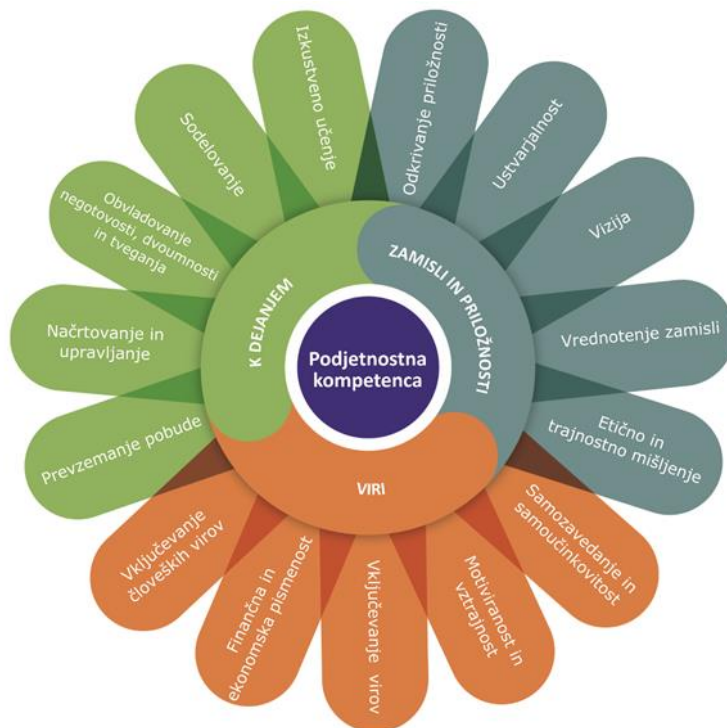 Podjetnostna
kompetenca
ZAMISLI IN PRILOŽNOSTI
Odkrivanje priložnosti
Ustvarjalnost
Vizija
Vrednotenje zamisli
Etično in
trajnostno mišljenje
VIRI
Samozavedanje in
samoučinkovitost
Motiviranost in
vztrajnost
Vključevanje virov
Finančna in
ekonomska pismenost
Vključevanje
človeških virov
K DEJANJEM
Prevzemanje pobude
Načrtovanje in
upravljanje
Obvladovanje
negotovosti, dvoumnosti
in tveganja
Sodelovanje
Izkustveno učenje